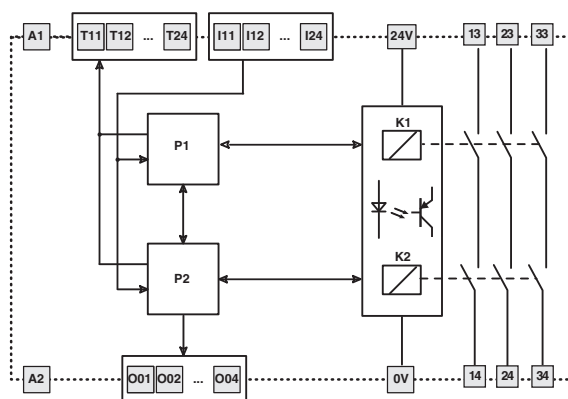 A1 T11 T12 ... T24 I11 I12 ... I24 24V 13 23 33
K1
P1
P2
K2
A2 O01 O02 ... O04 0V 14 24 34